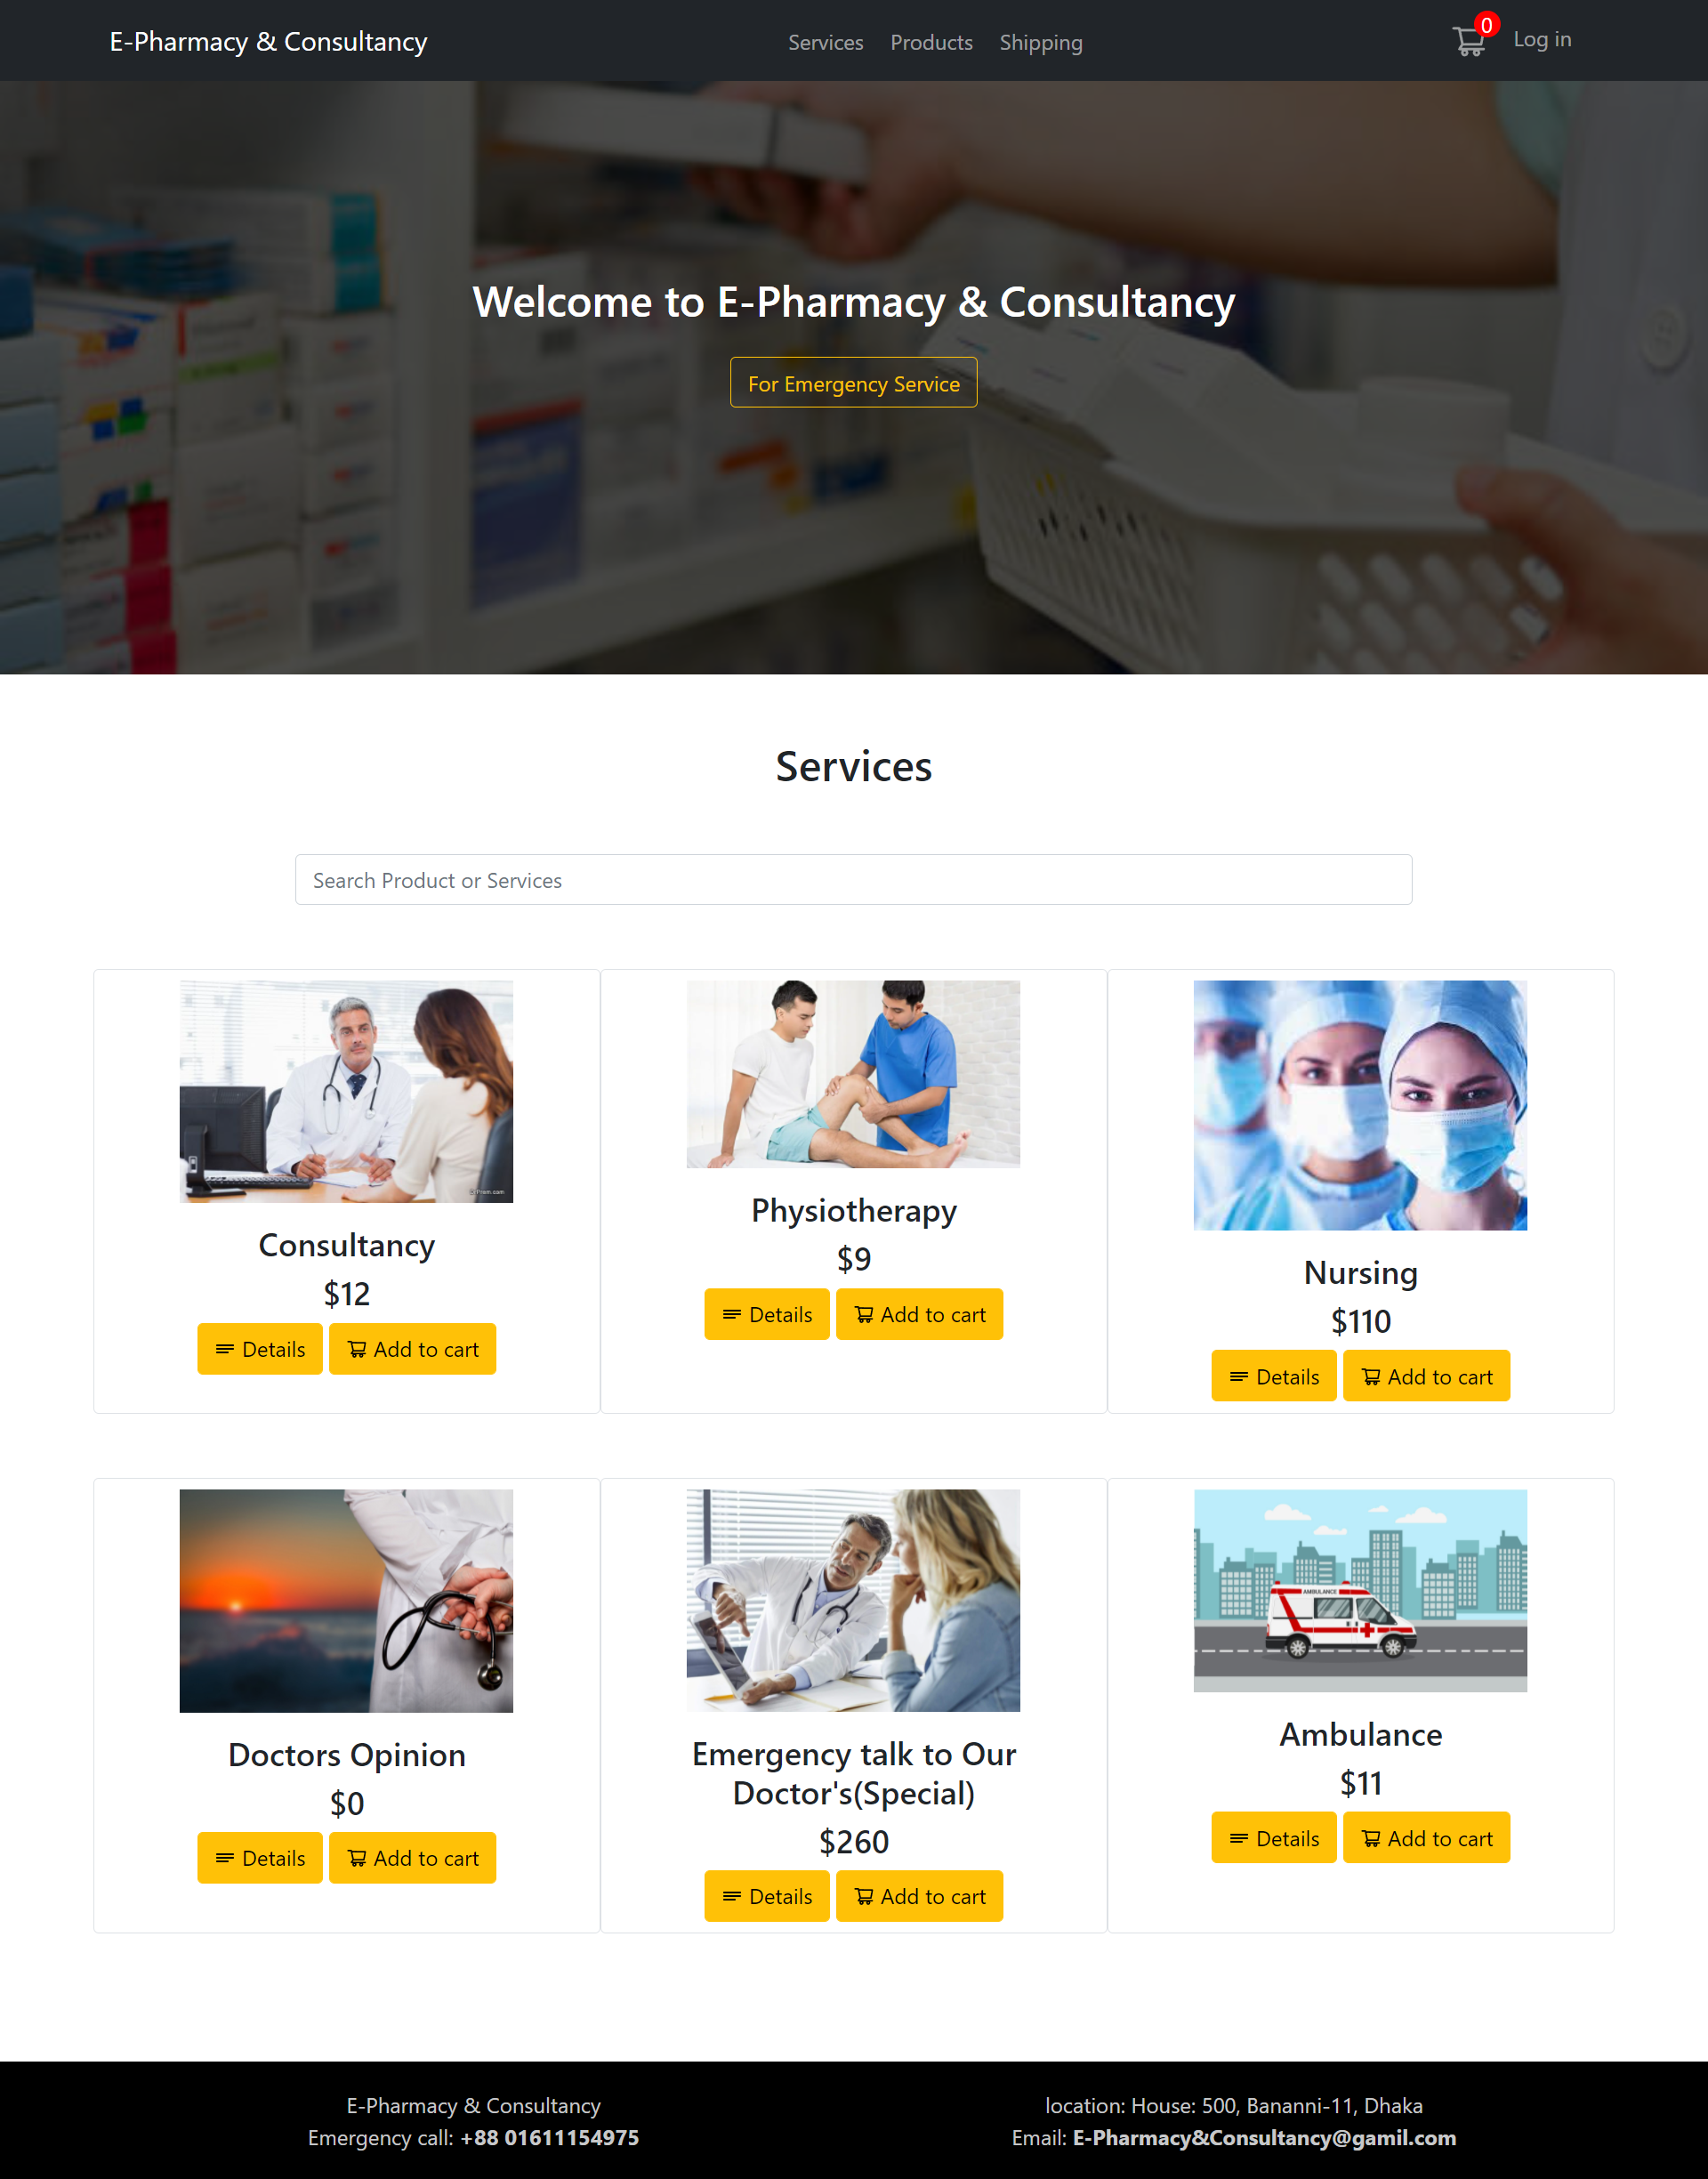 E-Pharmacy & Consultancy
Services
Products
Shipping
0
Log in
Welcome to E-Pharmacy & Consultancy
For Emergency Service
Services
Search Product or Services
Consultancy
$12
Details
Add to cart
Physiotherapy
$9
Details
Add to cart
Nursing
$110
Details
Add to cart
Doctors Opinion
$0
Details
Add to cart
Emergency talk to Our
Doctor's(Special)
$260
Details
Add to cart
AMBULANCE
Ambulance
$11
Details
Add to cart
E-Pharmacy & Consultancy
Emergency call: +88 01611154975
location: House: 500, Bananni-11, Dhaka
Email: E-Pharmacy&Consultancy@gamil.com